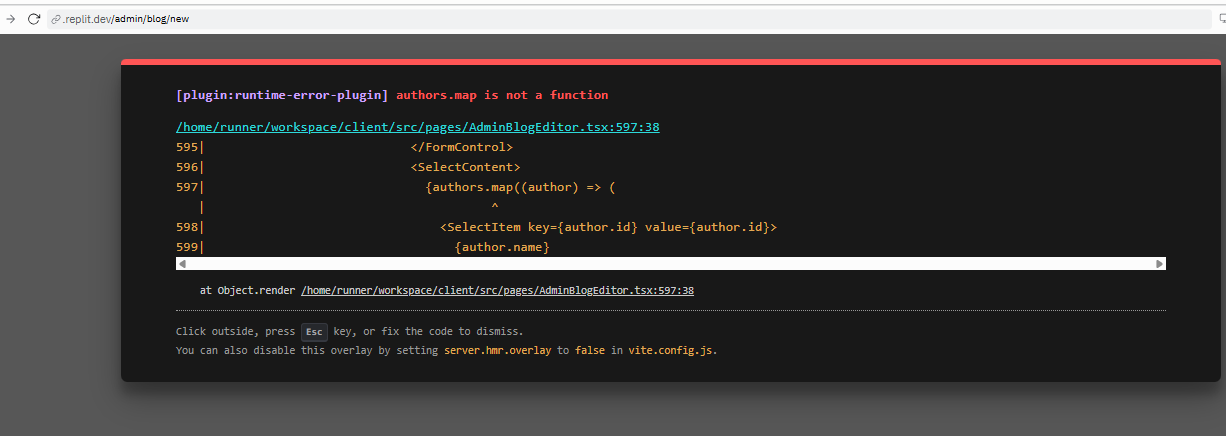 .replit.dev/admin/blog/new
[plugin:runtime-error-plugin] authors.map is not a function
/home/runner/workspace/client/src/pages/AdminBlogEditor.tsx:597:38
595|                            </FormControl>
596|                            <SelectContent>
597|                              {authors.map((author) => (
   |                                       ^
598|                                <SelectItem key={author.id} value={author.id}>
599|                                  {author.name}
at Object.render /home/runner/workspace/client/src/pages/AdminBlogEditor.tsx:597:38
Click outside, press Esc key, or fix the code to dismiss.
You can also disable this overlay by setting server.hmr.overlay to false in vite.config.js.